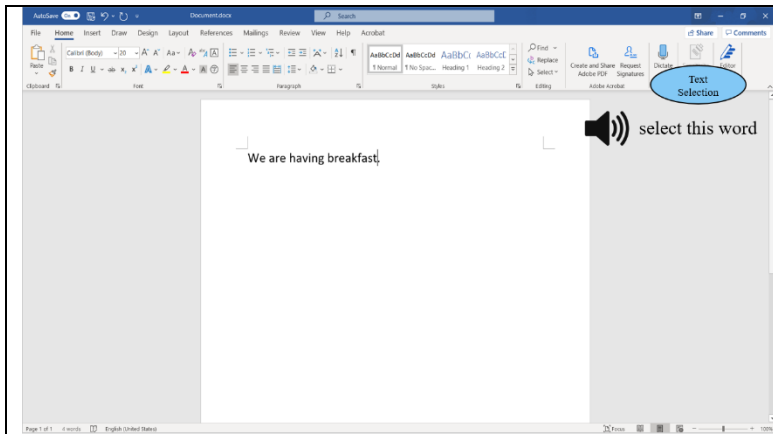 AutoSave On Document.docx Search
File Home Insert Draw Design Layout References Mailings Review View Help Acrobat Share Comments
Paste
Calibri (Body) 20
AaBbCcDd AaBbCcDd AaBbC( AaBbCcE
¶ Normal ¶ No Spac... Heading 1 Heading 2
Find
Replace
Select
Create and Share Adobe PDF
Request Signatures
Dictate
Editor
Clipboard Font Paragraph Styles Editing Adobe Acrobat
Text
Selection
select this word
We are having breakfast.
Page 1 of 1 4 words English (United States) Focus 100%